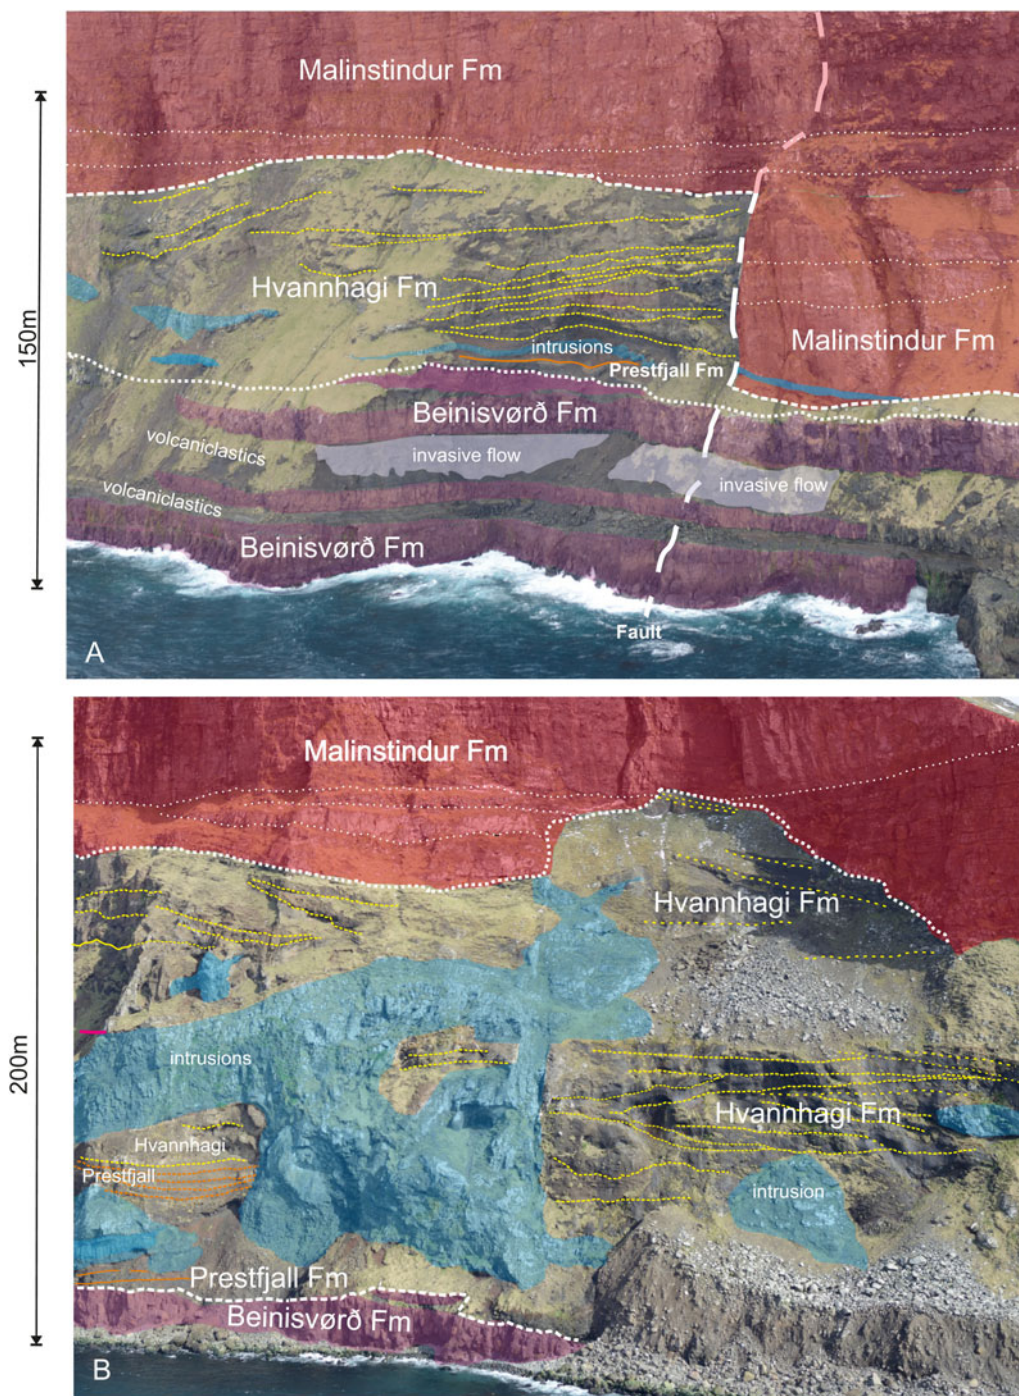 Malinstindur Fm
150m
Hvannhagi Fm
intrusions
Malinstindur Fm
Prestfjall Fm
Beinisvørð Fm
volcaniclastics
invasive flow
invasive flow
volcaniclastics
Beinisvørð Fm
Fault
A
Malinstindur Fm
Hvannhagi Fm
200m
intrusions
Hvannhagi Fm
Hvannhagi
Prestfjall
intrusion
Prestfjall Fm
Beinisvørð Fm
B